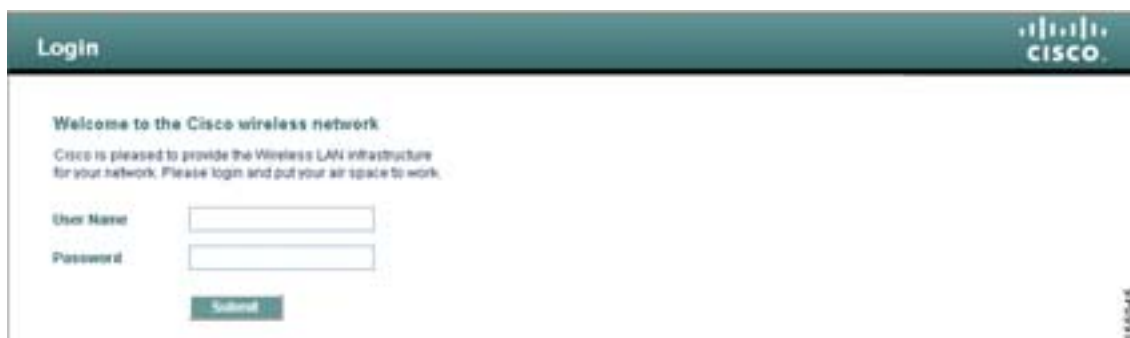 Login
CISCO
Welcome to the Cisco wireless network
Cisco is pleased to provide the Wireless LAN infrastructure
for your network. Please login and put your air space to work.
User Name
Password
Submit